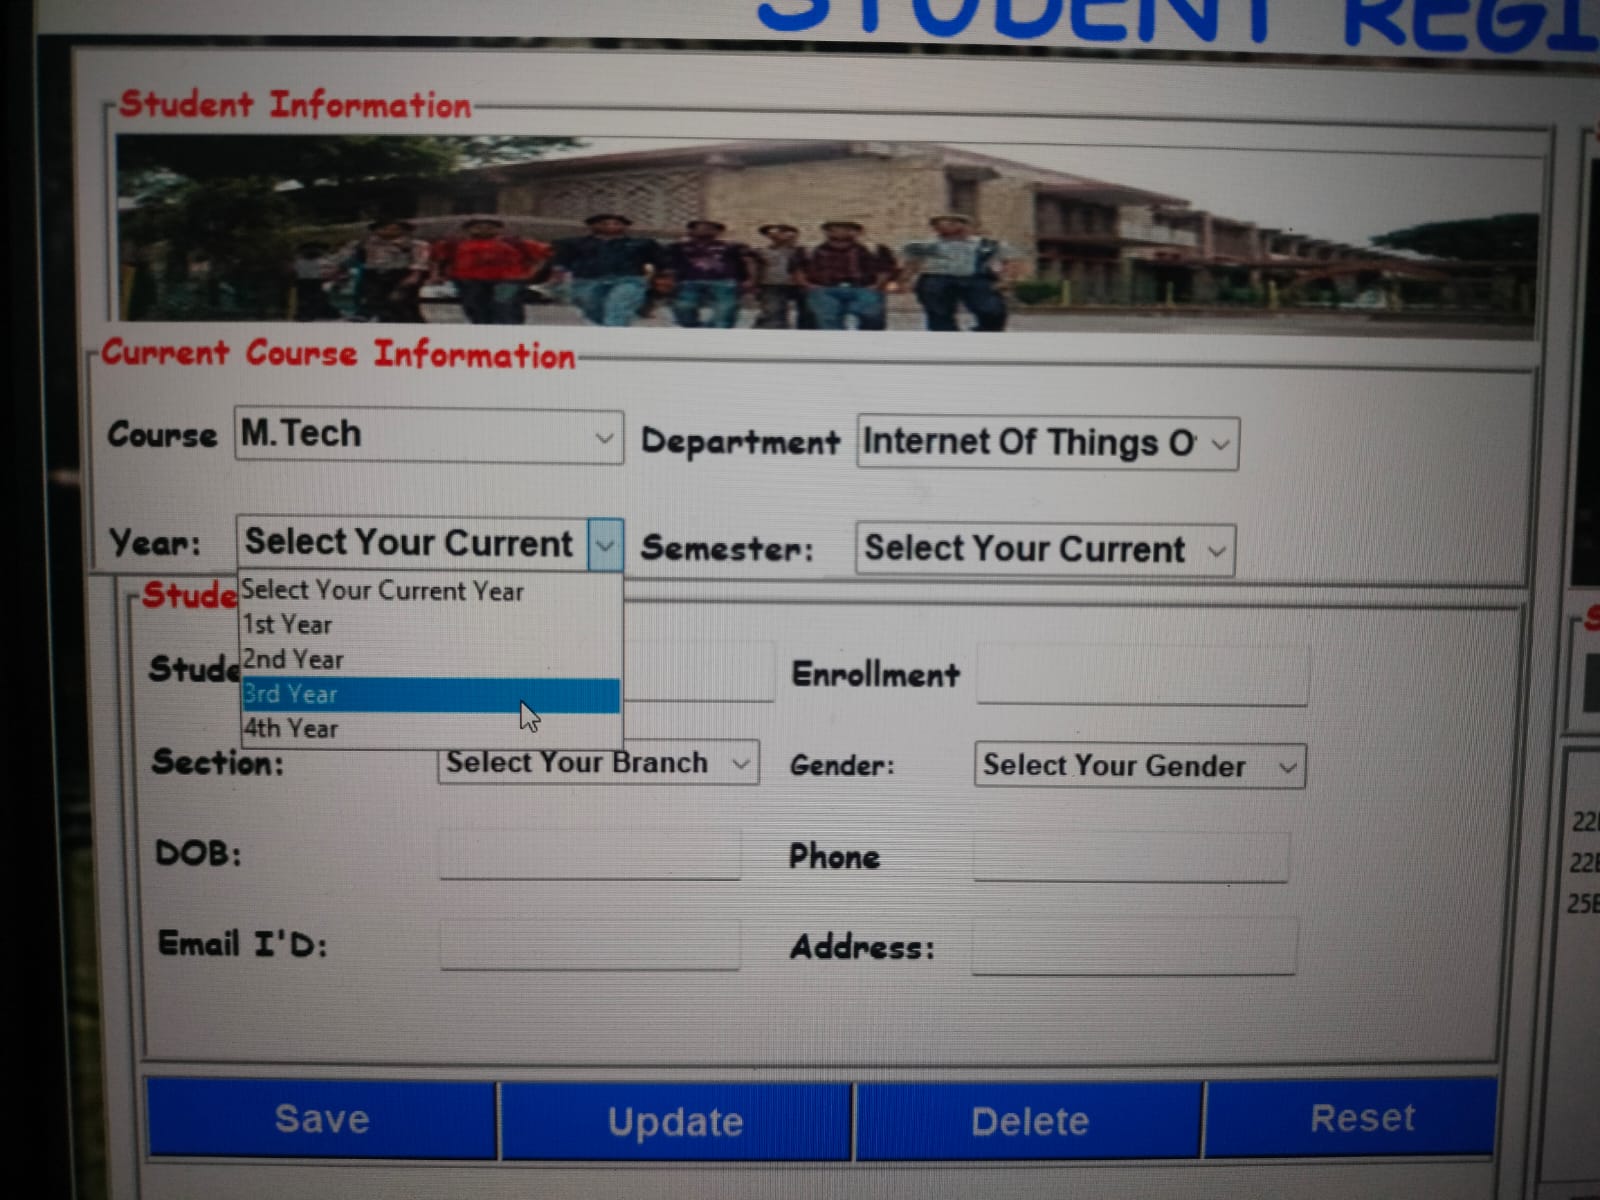 STUDENT REGI
Student Information
Current Course Information
Course M.Tech Department Internet Of Things O
Year: Select Your Current Semester: Select Your Current
Select Your Current Year
1st Year
2nd Year
3rd Year
4th Year
Stude
Stude Enrollment
Section: Select Your Branch Gender: Select Your Gender
DOB: Phone
Email I'D: Address:
Save Update Delete Reset
22
22
25